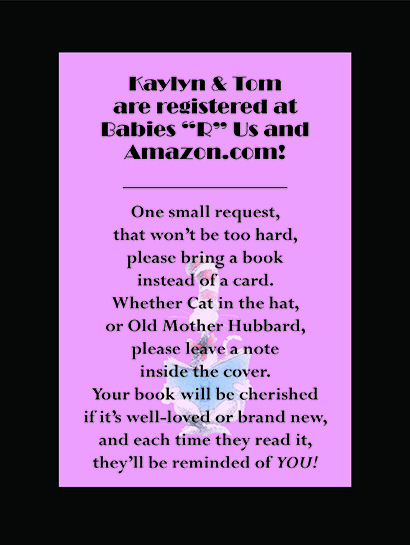 Kaylyn & Tom
are registered at
Babies “R” Us and
Amazon.com!
One small request,
that won’t be too hard,
please bring a book
instead of a card.
Whether Cat in the hat,
or Old Mother Hubbard,
please leave a note
inside the cover.
Your book will be cherished
if it’s well-loved or brand new,
and each time they read it,
they’ll be reminded of YOU!